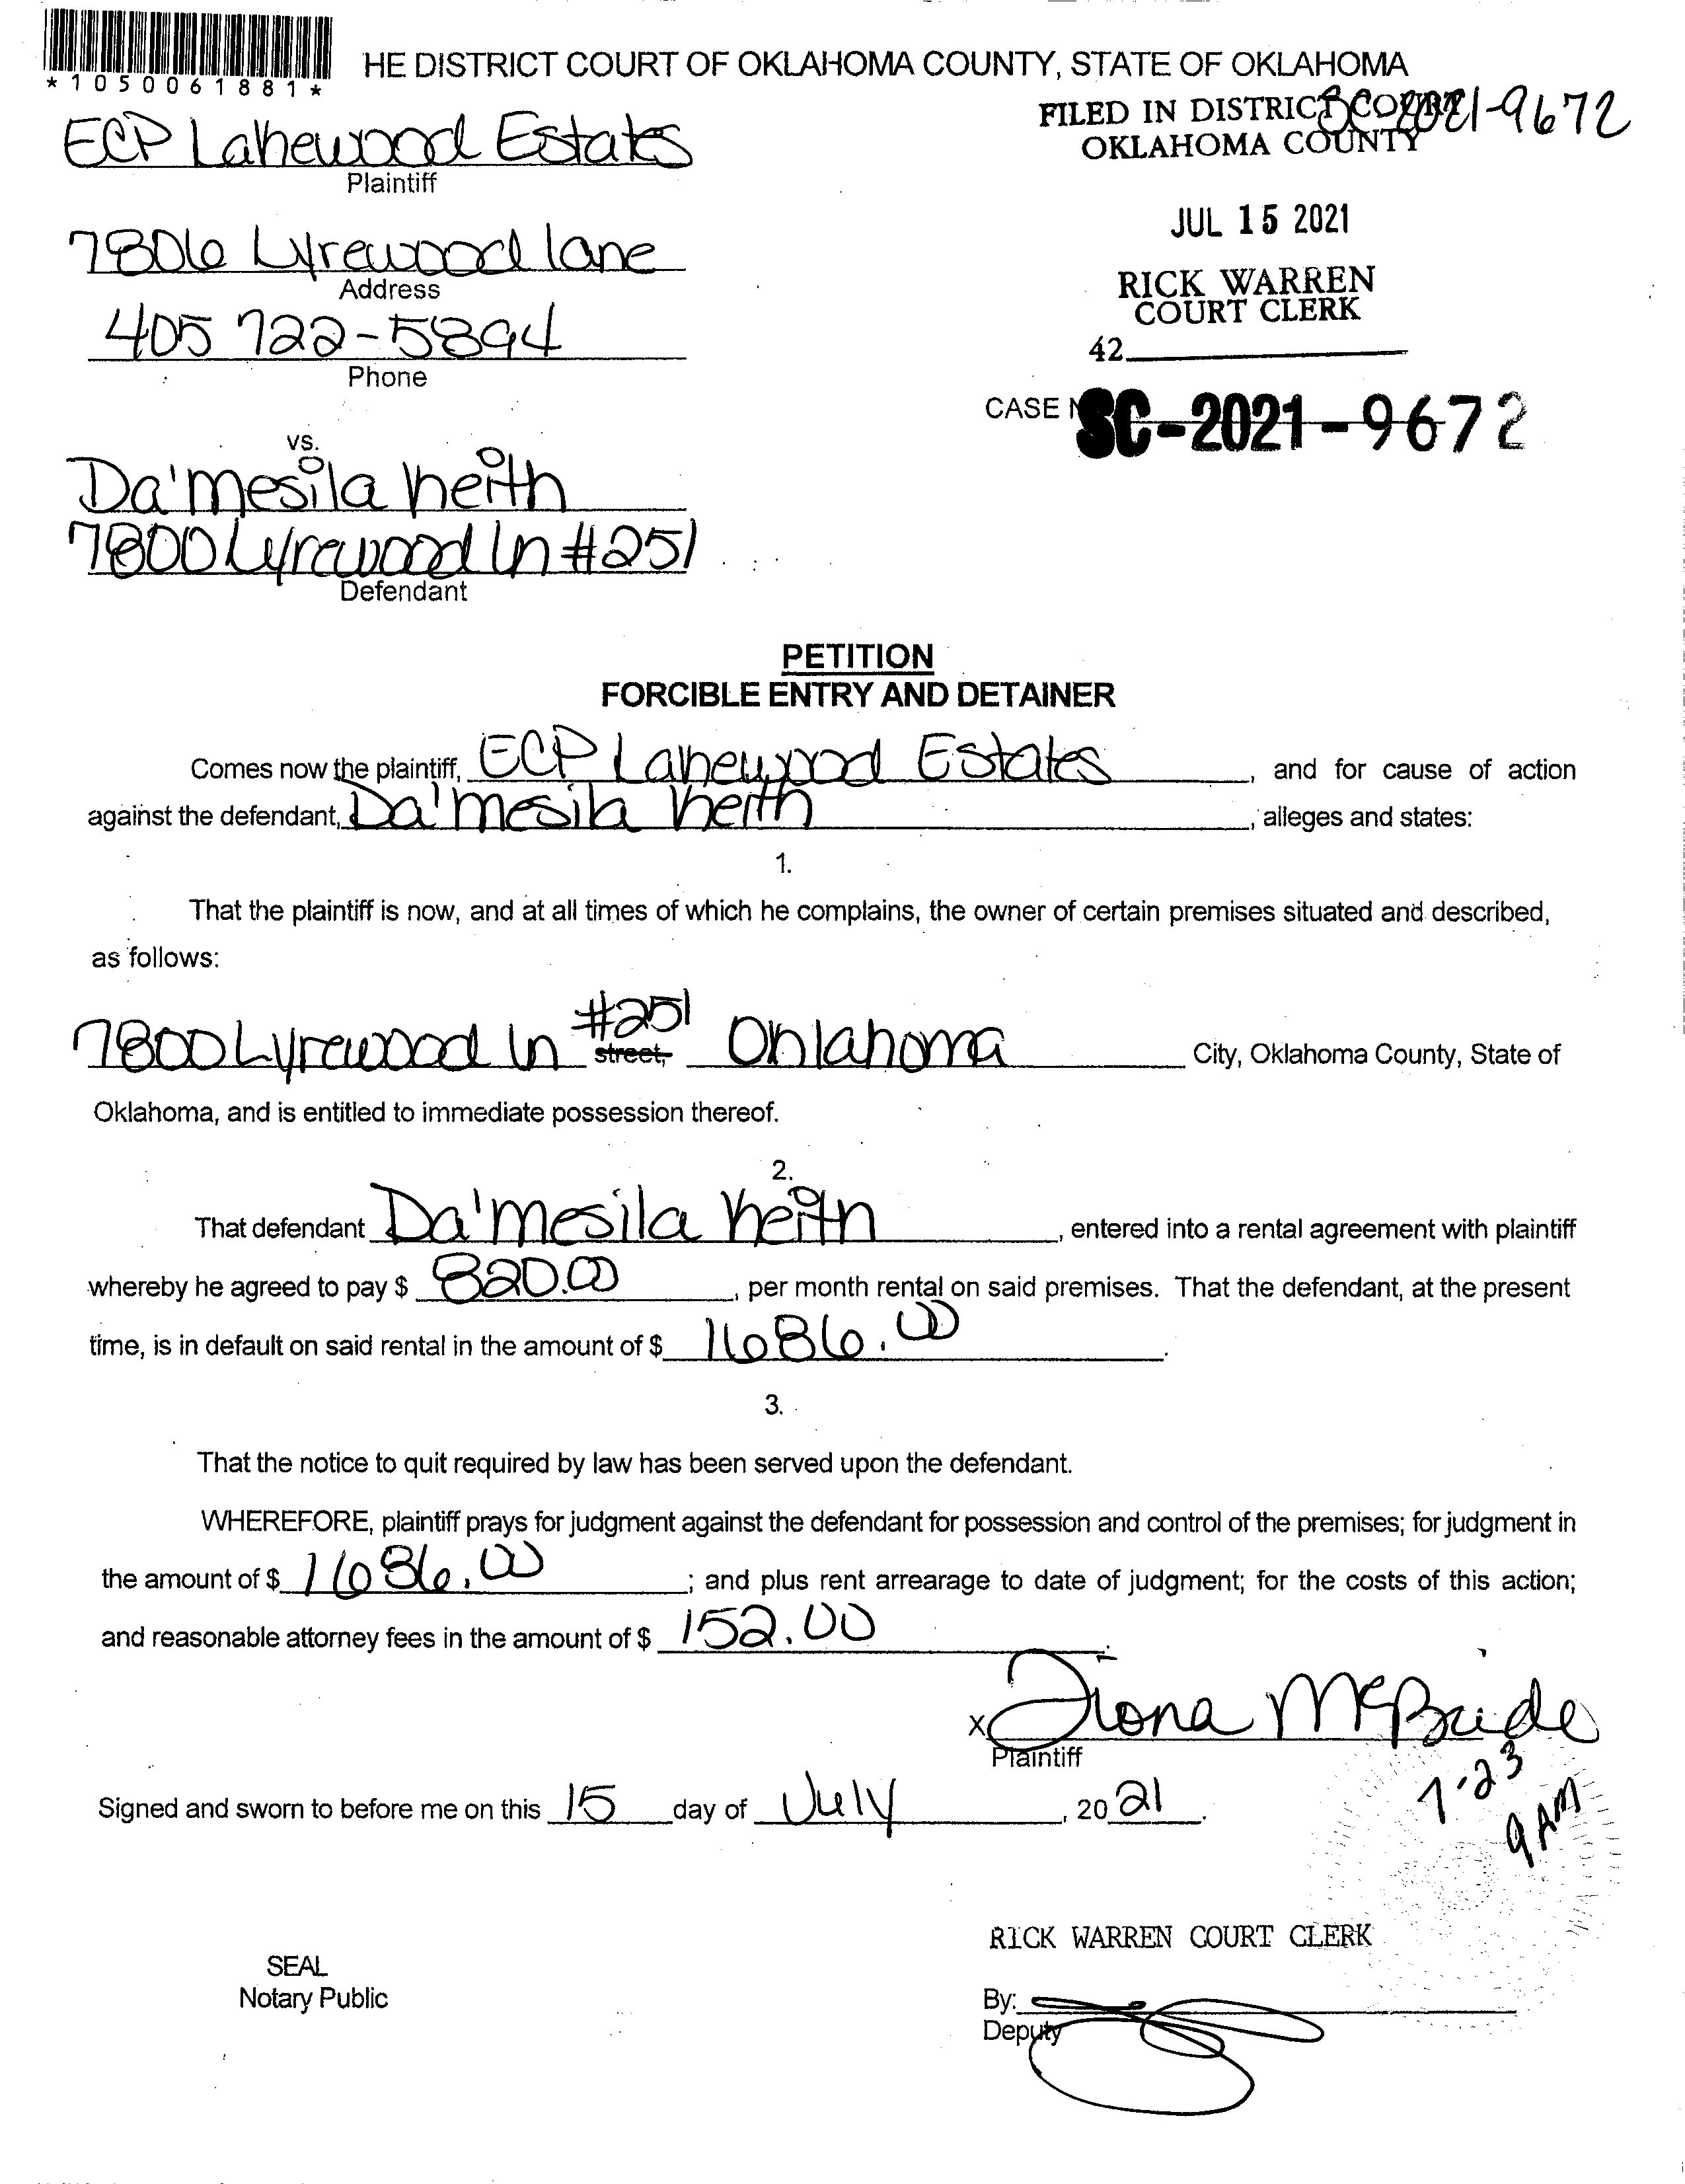 *1050061881*
HE DISTRICT COURT OF OKLAHOMA COUNTY, STATE OF OKLAHOMA
FILED IN DISTRICT COURT
OKLAHOMA COUNTY
SC 2021-9672
ECP Lakewood Estates
Plaintiff
JUL 15 2021
7806 Lyrewood lane
Address
RICK WARREN
COURT CLERK
405 722-5894
Phone
42
CASE N
SC-2021-9672
vs.
Da'mesila Keith
7800 Lyrewood Ln #251
Defendant
PETITION
FORCIBLE ENTRY AND DETAINER
Comes now the plaintiff, ECP Lakewood Estates, and for cause of action
against the defendant, Da'mesila Keith, alleges and states:
1.
That the plaintiff is now, and at all times of which he complains, the owner of certain premises situated and described,
as follows:
7800 Lyrewood Ln #251 street, Oklahoma City, Oklahoma County, State of
Oklahoma, and is entitled to immediate possession thereof.
2.
That defendant Da'mesila Keith, entered into a rental agreement with plaintiff
whereby he agreed to pay $ 820.00, per month rental on said premises. That the defendant, at the present
time, is in default on said rental in the amount of $ 1686.00.
3.
That the notice to quit required by law has been served upon the defendant.
WHEREFORE, plaintiff prays for judgment against the defendant for possession and control of the premises; for judgment in
the amount of $ 1686.00; and plus rent arrearage to date of judgment; for the costs of this action;
and reasonable attorney fees in the amount of $ 152.00.
x Fiona McBride
Plaintiff
7-23
9 AM
Signed and sworn to before me on this 15 day of July, 20 21.
RICK WARREN COURT CLERK
SEAL
Notary Public
By:
Deputy